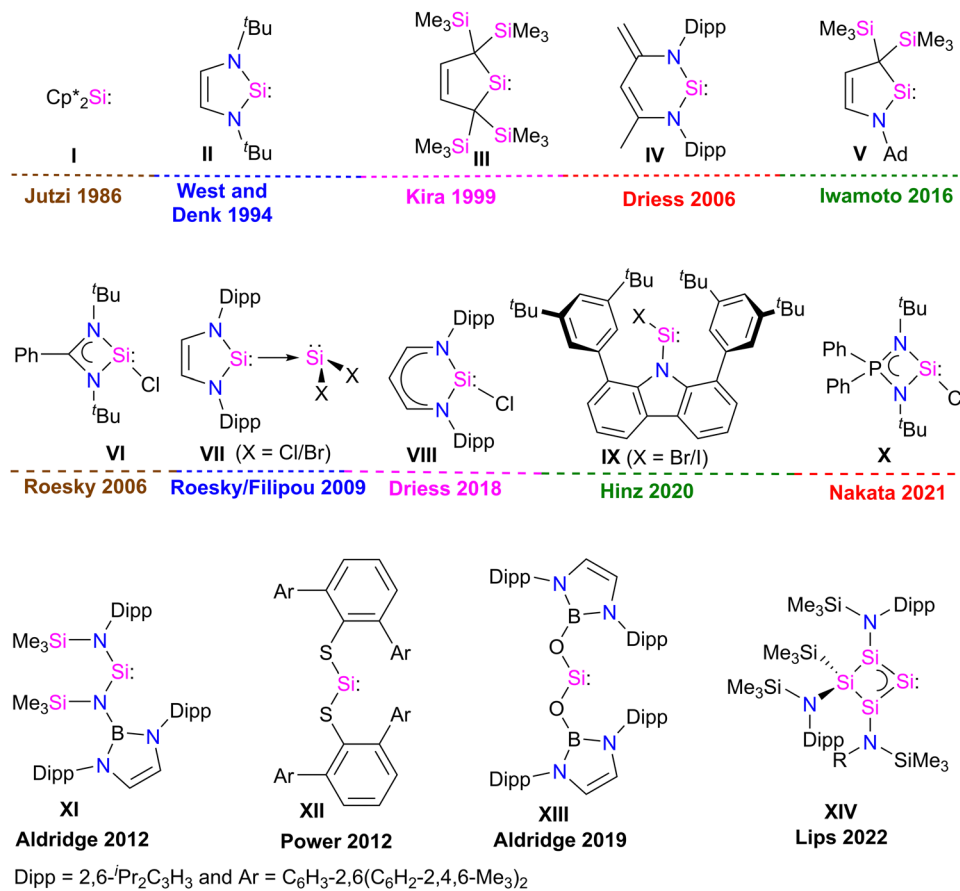 Cp*2Si:
I
Jutzi 1986
tBu
N
Si:
N
tBu
II
West and
Denk 1994
Me3Si
SiMe3
Si:
Me3Si
SiMe3
III
Kira 1999
Dipp
N
Si:
N
Dipp
IV
Driess 2006
Me3Si
SiMe3
Si:
N
Ad
V
Iwamoto 2016
tBu
N
Ph
Si:
N
Cl
tBu
VI
Roesky 2006
Dipp
N
Si:
N
Dipp
Si
X
X
VII (X = Cl/Br)
Roesky/Filipou 2009
Dipp
N
Si:
N
Cl
Dipp
VIII
Driess 2018
tBu
tBu
tBu
tBu
X
Si:
N
IX (X = Br/I)
Hinz 2020
tBu
N
Ph
P
Si:
Ph
N
C
tBu
X
Nakata 2021
Dipp
Me3Si
N
Si:
Me3Si
N
B
N
Dipp
N
Dipp
XI
Aldridge 2012
Ar
Ar
S
Si:
S
Ar
Ar
XII
Power 2012
Dipp
N
N
B
Dipp
O
Si:
O
B
N
Dipp
N
Dipp
XIII
Aldridge 2019
Me3Si
N
Dipp
Si
Me3Si
Si
Si:
Me3Si
N
Si
Dipp
N
R
SiMe3
XIV
Lips 2022
Dipp = 2,6-iPr2C3H3 and Ar = C6H3-2,6(C6H2-2,4,6-Me3)2